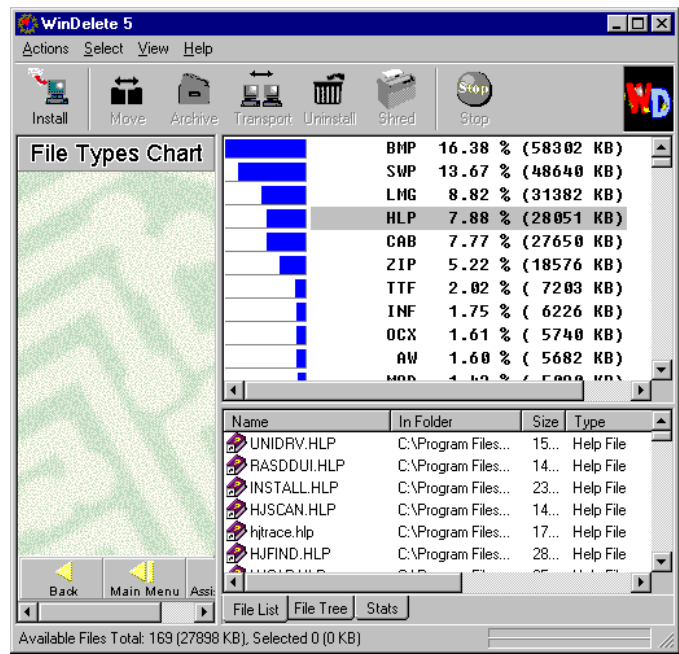 WinDelete 5
Actions Select View Help
Install Move Archive Transport Uninstall Shred Stop
Stop
WD
File Types Chart
BMP 16.38 % (58302 KB)
SWP 13.67 % (48640 KB)
LMG 8.82 % (31382 KB)
HLP 7.88 % (28051 KB)
CAB 7.77 % (27650 KB)
ZIP 5.22 % (18576 KB)
TTF 2.02 % ( 7203 KB)
INF 1.75 % ( 6226 KB)
OCX 1.61 % ( 5740 KB)
AW 1.60 % ( 5682 KB)
Name In Folder Size Type
UNIDRV.HLP C:\Program Files... 15... Help File
RASDDUI.HLP C:\Program Files... 14... Help File
INSTALL.HLP C:\Program Files... 23... Help File
HJSCAN.HLP C:\Program Files... 14... Help File
hjtrace.hlp C:\Program Files... 17... Help File
HJFIND.HLP C:\Program Files... 28... Help File
Back Main Menu Assi
File List File Tree Stats
Available Files Total: 169 (27898 KB), Selected 0 (0 KB)